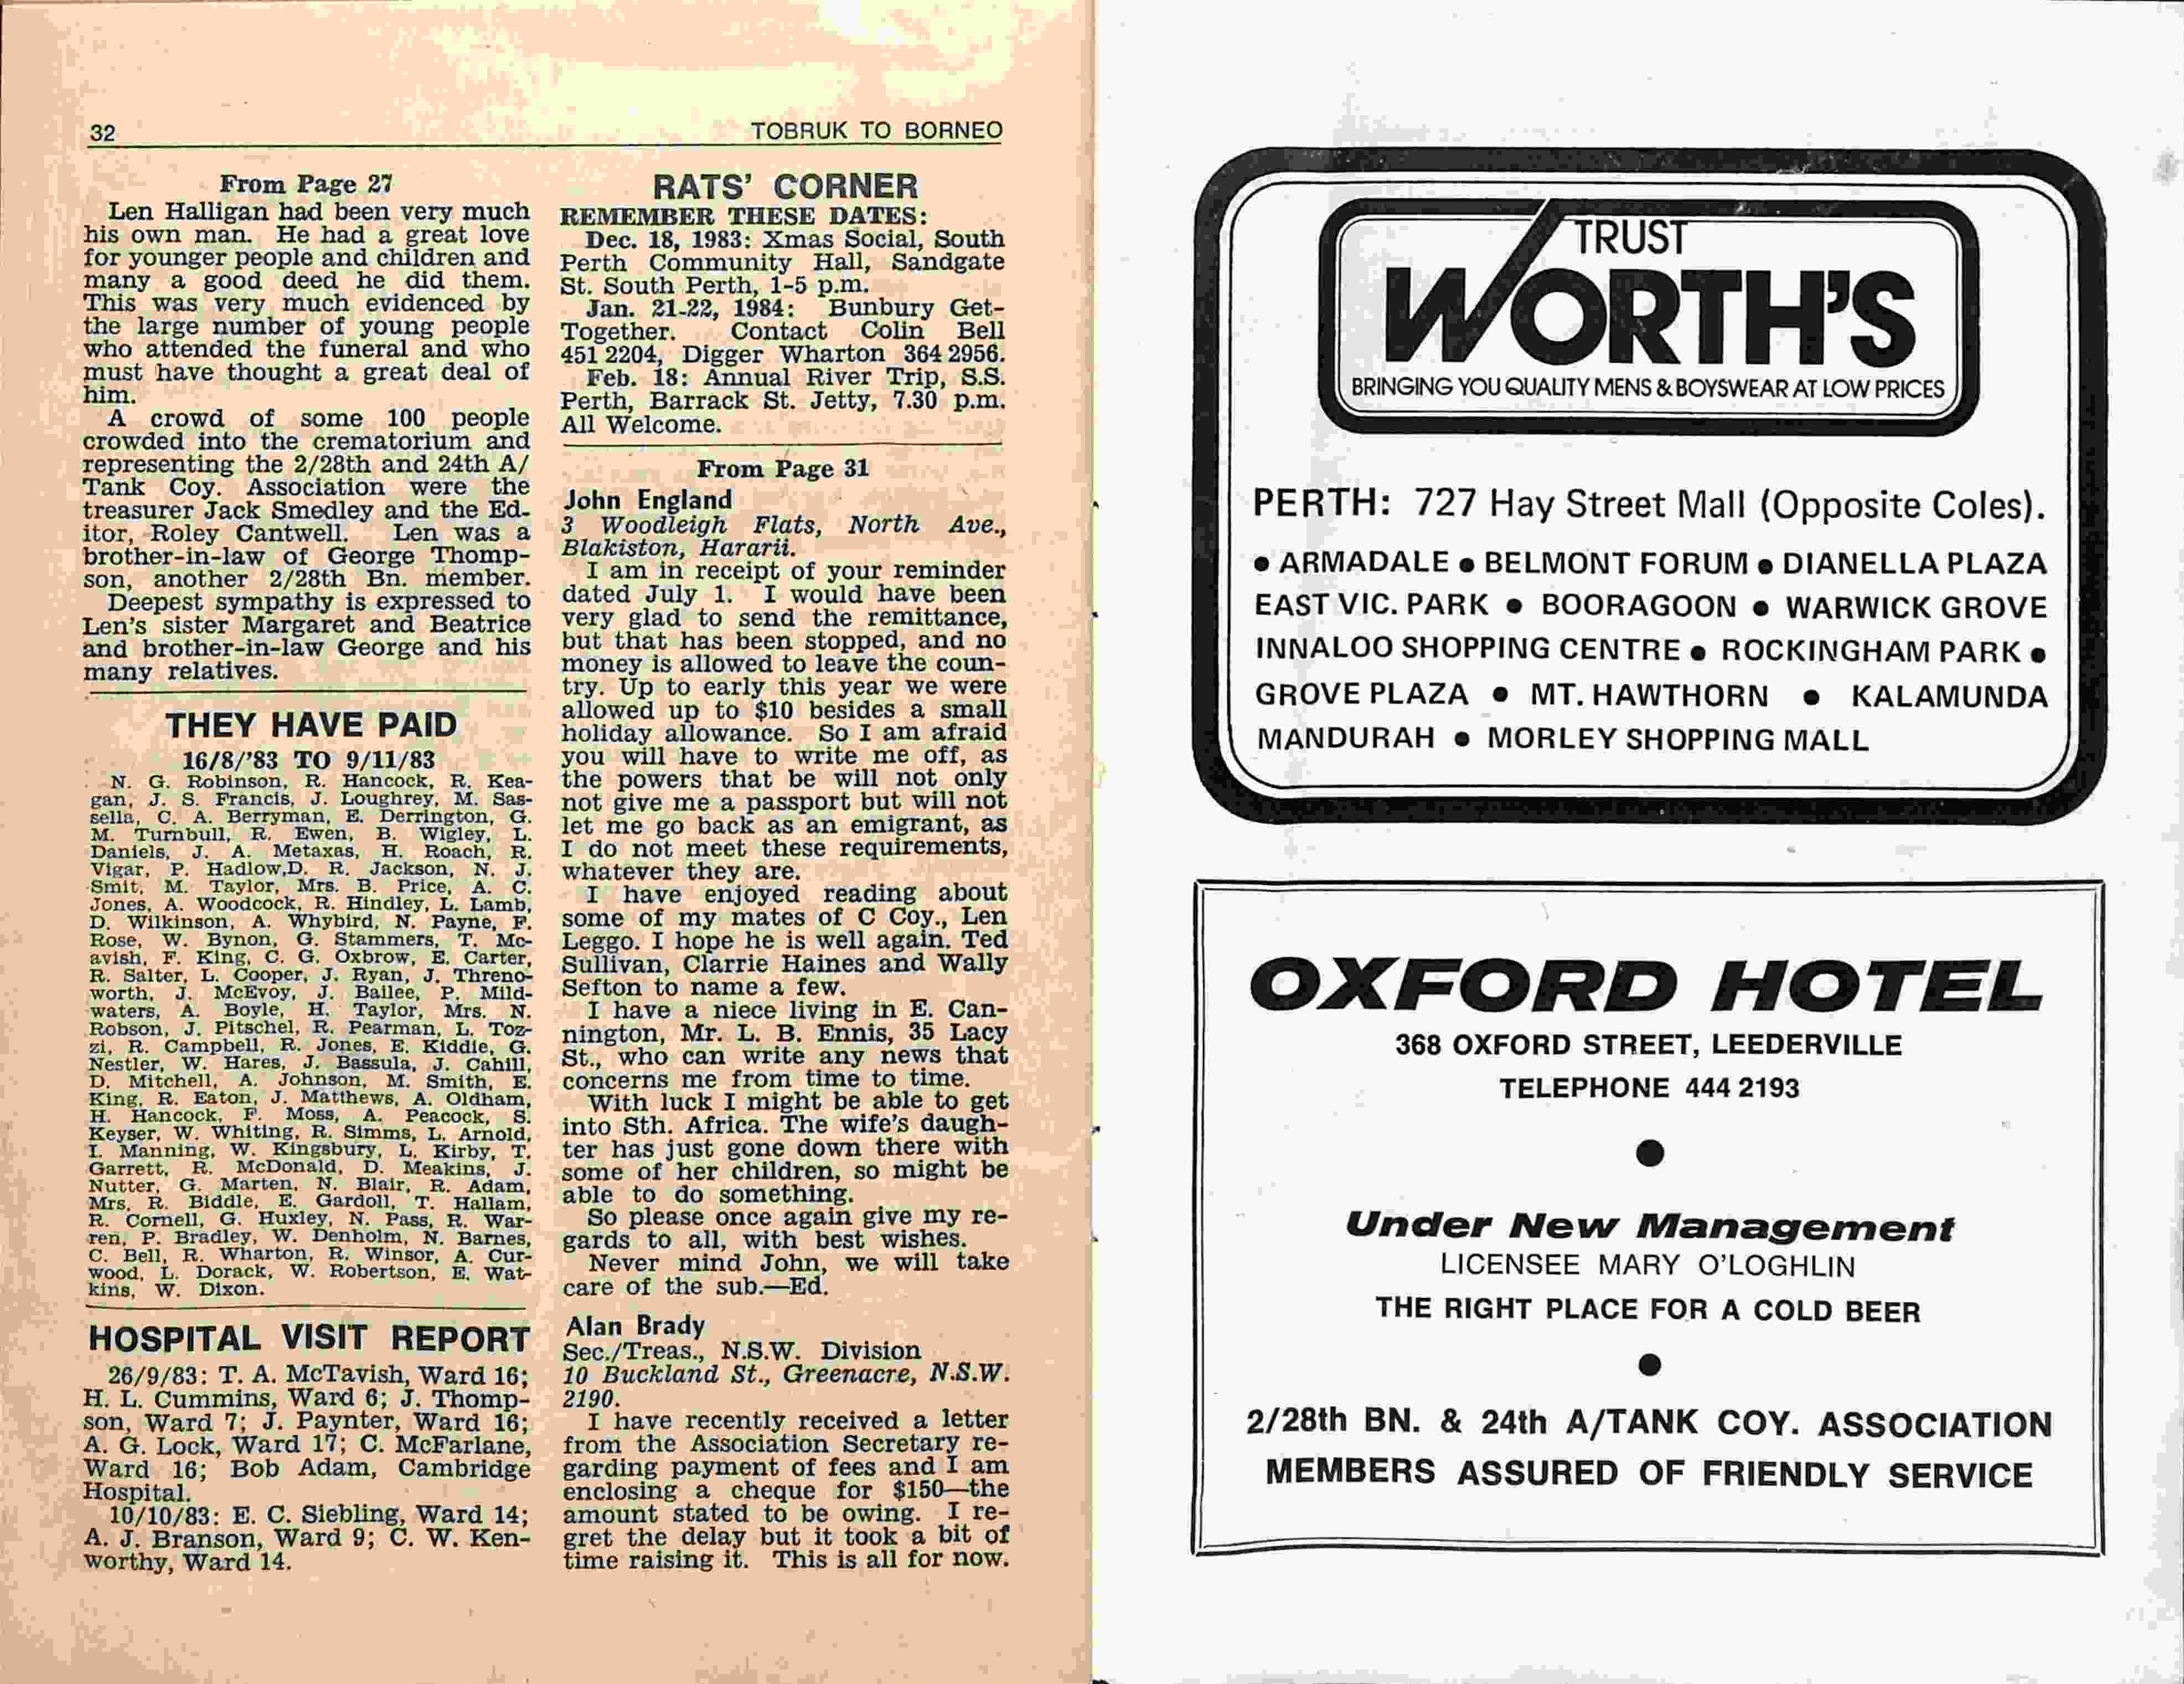 32
TOBRUK TO BORNEO
From Page 27
Len Halligan had been very much
his own man. He had a great love
for younger people and children and
many a good deed he did them.
This was very much evidenced by
the large number of young people
who attended the funeral and who
must have thought a great deal of
him.
A crowd of some 100 people
crowded into the crematorium and
representing the 2/28th and 24th A/
Tank Coy. Association were the
treasurer Jack Smedley and the Ed-
itor, Roley Cantwell. Len was a
brother-in-law of George Thomp-
son, another 2/28th Bn. member.
Deepest sympathy is expressed to
Len's sister Margaret and Beatrice
and brother-in-law George and his
many relatives.
THEY HAVE PAID
16/8/'83 TO 9/11/83
N. G. Robinson, R. Hancock, R. Kea-
gan, J. S. Francis, J. Loughrey, M. Sas-
sella, C. A. Berryman, E. Derrington, G.
M. Turnbull, R. Ewen, B. Wigley, L.
Daniels, J. A. Metaxas, H. Roach, R.
Vigar, P. Hadlow,D. R. Jackson, N. J.
Smit, M. Taylor, Mrs. B. Price, A. C.
Jones, A. Woodcock, R. Hindley, L. Lamb,
D. Wilkinson, A. Whybird, N. Payne, F.
Rose, W. Bynon, G. Stammers, T. Mc-
avish, F. King, C. G. Oxbrow, E. Carter,
R. Salter, L. Cooper, J. Ryan, J. Threno-
worth, J. McEvoy, J. Bailee, P. Mild-
waters, A. Boyle, H. Taylor, Mrs. N.
Robson, J. Pitschel, R. Pearman, L. Toz-
zi, R. Campbell, R. Jones, E. Kiddie, G.
Nestler, W. Hares, J. Bassula, J. Cahill,
D. Mitchell, A. Johnson, M. Smith, E.
King, R. Eaton, J. Matthews, A. Oldham,
H. Hancock, F. Moss, A. Peacock, S.
Keyser, W. Whiting, R. Simms, L. Arnold,
I. Manning, W. Kingsbury, L. Kirby, T.
Garrett, R. McDonald, D. Meakins, J.
Nutter, G. Marten, N. Blair, R. Adam,
Mrs. R. Biddle, E. Gardoll, T. Hallam,
R. Cornell, G. Huxley, N. Pass, R. War-
ren, P. Bradley, W. Denholm, N. Barnes,
C. Bell, R. Wharton, R. Winsor, A. Cur-
wood, L. Dorack, W. Robertson, E. Wat-
kins, W. Dixon.
HOSPITAL VISIT REPORT
26/9/83: T. A. McTavish, Ward 16;
H. L. Cummins, Ward 6; J. Thomp-
son, Ward 7; J. Paynter, Ward 16;
A. G. Lock, Ward 17; C. McFarlane,
Ward 16; Bob Adam, Cambridge
Hospital.
10/10/83: E. C. Siebling, Ward 14;
A. J. Branson, Ward 9; C. W. Ken-
worthy, Ward 14.
RATS' CORNER
REMEMBER THESE DATES:
Dec. 18, 1983: Xmas Social, South
Perth Community Hall, Sandgate
St. South Perth, 1-5 p.m.
Jan. 21-22, 1984: Bunbury Get-
Together. Contact Colin Bell
451 2204, Digger Wharton 364 2956.
Feb. 18: Annual River Trip, S.S.
Perth, Barrack St. Jetty, 7.30 p.m.
All Welcome.
From Page 31
John England
3 Woodleigh Flats, North Ave.,
Blakiston, Hararii.
I am in receipt of your reminder
dated July 1. I would have been
very glad to send the remittance,
but that has been stopped, and no
money is allowed to leave the coun-
try. Up to early this year we were
allowed up to $10 besides a small
holiday allowance. So I am afraid
you will have to write me off, as
the powers that be will not only
not give me a passport but will not
let me go back as an emigrant, as
I do not meet these requirements,
whatever they are.
I have enjoyed reading about
some of my mates of C Coy., Len
Leggo. I hope he is well again. Ted
Sullivan, Clarrie Haines and Wally
Sefton to name a few.
I have a niece living in E. Can-
nington, Mr. L. B. Ennis, 35 Lacy
St., who can write any news that
concerns me from time to time.
With luck I might be able to get
into Sth. Africa. The wife's daugh-
ter has just gone down there with
some of her children, so might be
able to do something.
So please once again give my re-
gards to all, with best wishes.
Never mind John, we will take
care of the sub.—Ed.
Alan Brady
Sec./Treas., N.S.W. Division
10 Buckland St., Greenacre, N.S.W.
2190.
I have recently received a letter
from the Association Secretary re-
garding payment of fees and I am
enclosing a cheque for $150—the
amount stated to be owing. I re-
gret the delay but it took a bit of
time raising it. This is all for now.
TRUST
WORTH'S
BRINGING YOU QUALITY MENS & BOYSWEAR AT LOW PRICES
PERTH: 727 Hay Street Mall (Opposite Coles).
● ARMADALE ● BELMONT FORUM ● DIANELLA PLAZA
EAST VIC. PARK ● BOORAGOON ● WARWICK GROVE
INNALOO SHOPPING CENTRE ● ROCKINGHAM PARK ●
GROVE PLAZA ● MT. HAWTHORN ● KALAMUNDA
MANDURAH ● MORLEY SHOPPING MALL
OXFORD HOTEL
368 OXFORD STREET, LEEDERVILLE
TELEPHONE 444 2193
●
Under New Management
LICENSEE MARY O'LOGHLIN
THE RIGHT PLACE FOR A COLD BEER
●
2/28th BN. & 24th A/TANK COY. ASSOCIATION
MEMBERS ASSURED OF FRIENDLY SERVICE